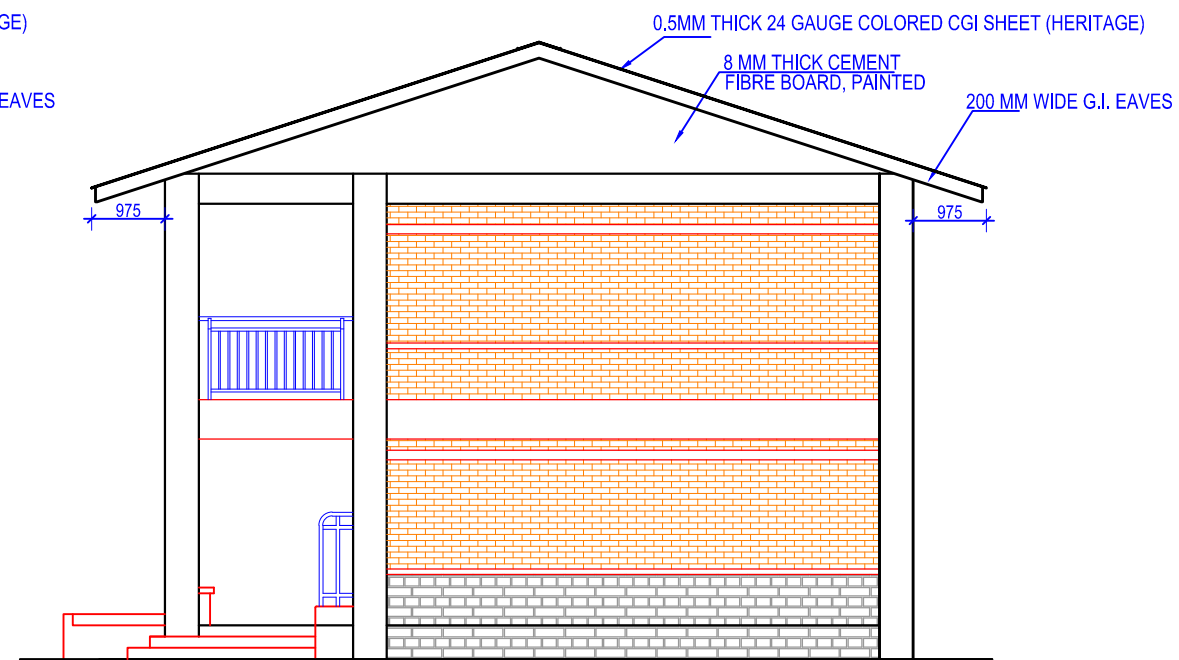 GE)
0.5MM THICK 24 GAUGE COLORED CGI SHEET (HERITAGE)
8 MM THICK CEMENT
FIBRE BOARD, PAINTED
EAVES
200 MM WIDE G.I. EAVES
975
975